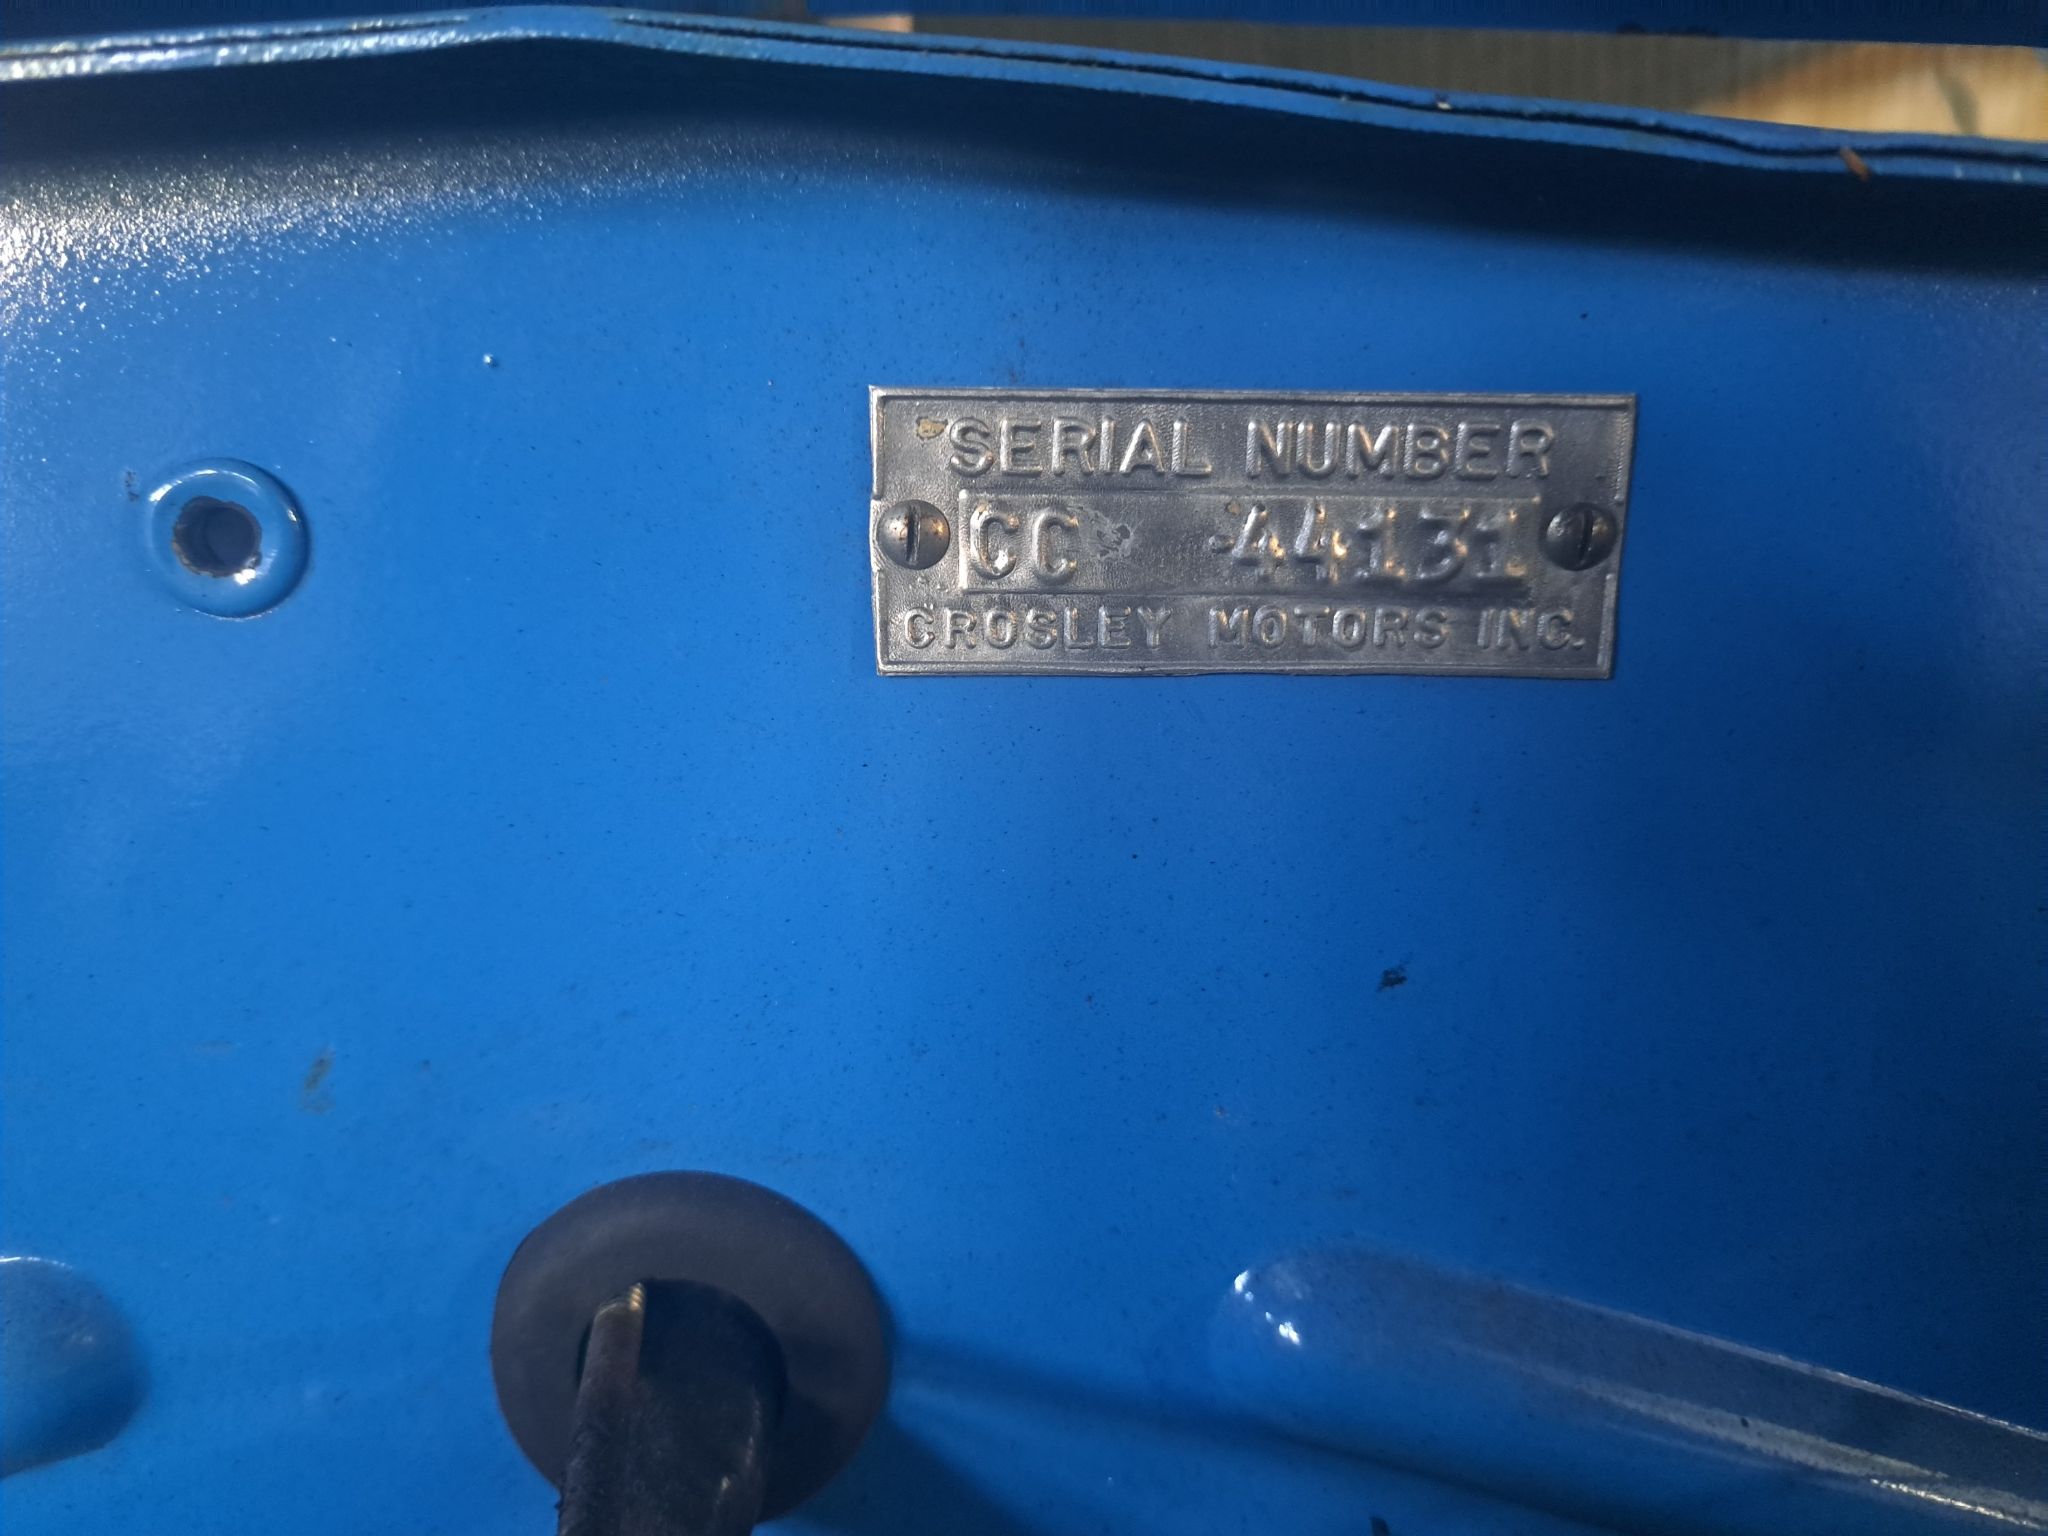 SERIAL NUMBER
CC 44131
CROSLEY MOTORS INC.